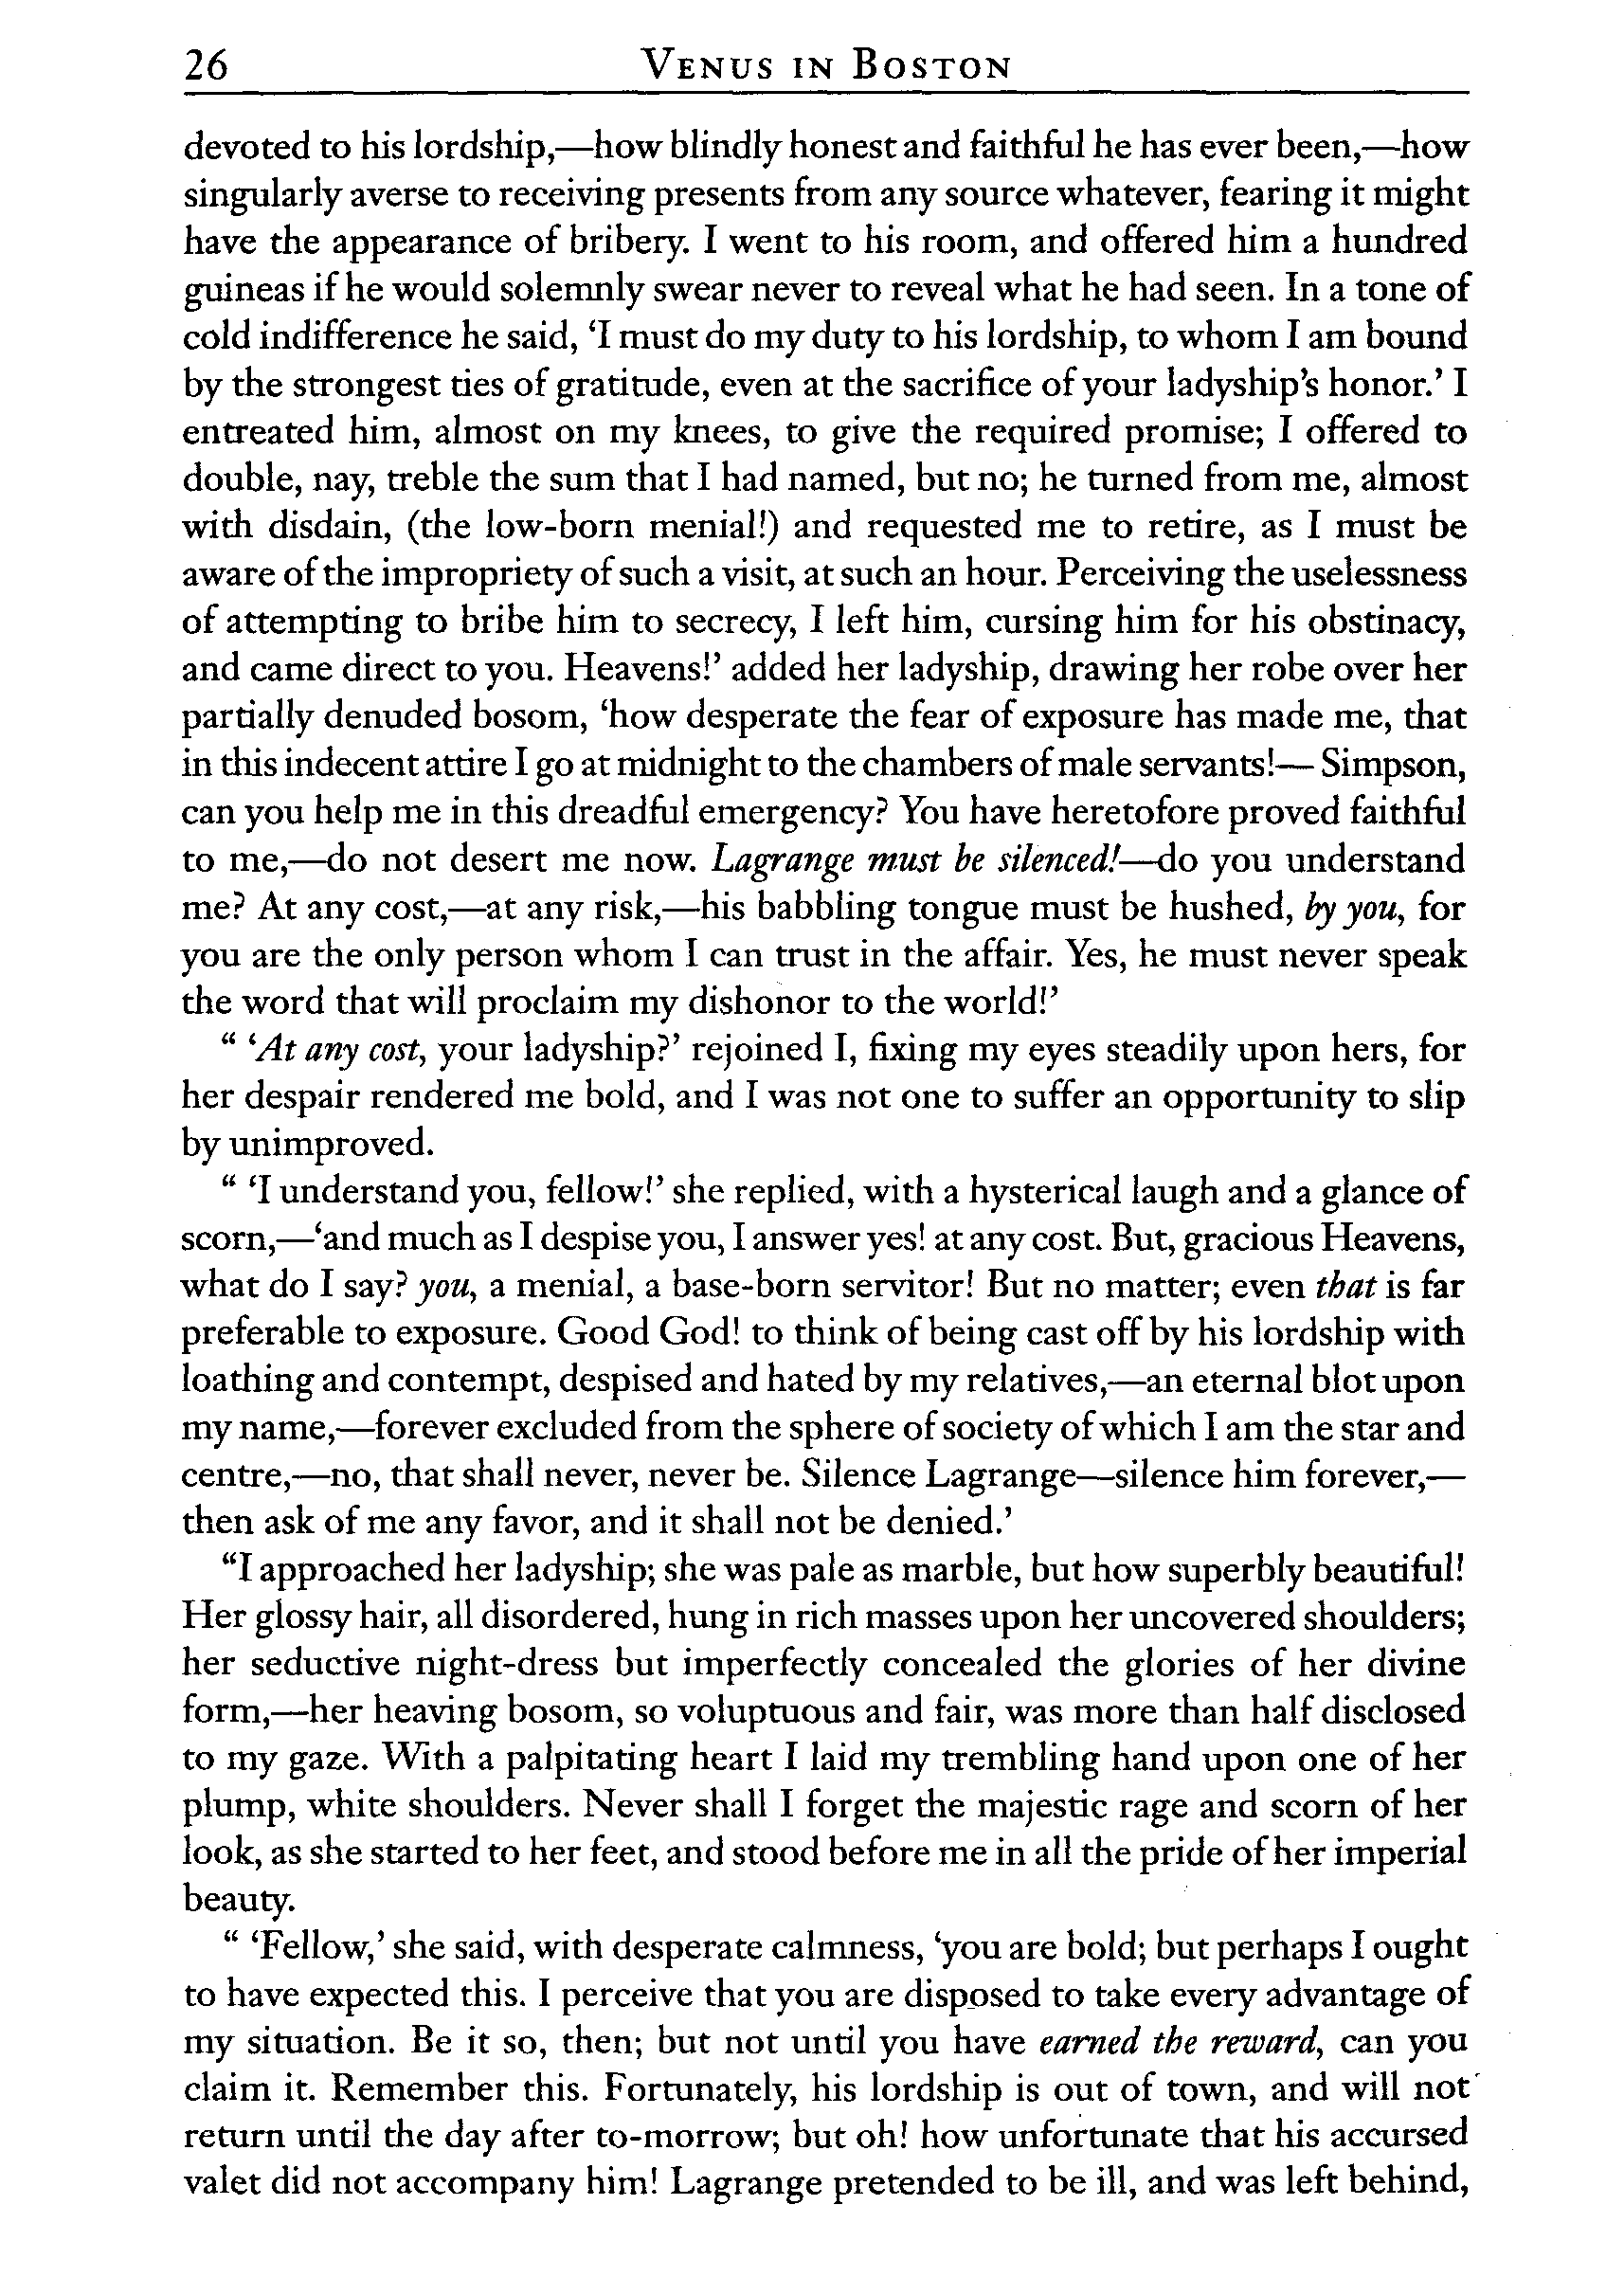 26 VENUS IN BOSTON
devoted to his lordship,—how blindly honest and faithful he has ever been,—how
singularly averse to receiving presents from any source whatever, fearing it might
have the appearance of bribery. I went to his room, and offered him a hundred
guineas if he would solemnly swear never to reveal what he had seen. In a tone of
cold indifference he said, ‘I must do my duty to his lordship, to whom I am bound
by the strongest ties of gratitude, even at the sacrifice of your ladyship’s honor.’ I
entreated him, almost on my knees, to give the required promise; I offered to
double, nay, treble the sum that I had named, but no; he turned from me, almost
with disdain, (the low-born menial!) and requested me to retire, as I must be
aware of the impropriety of such a visit, at such an hour. Perceiving the uselessness
of attempting to bribe him to secrecy, I left him, cursing him for his obstinacy,
and came direct to you. Heavens!’ added her ladyship, drawing her robe over her
partially denuded bosom, ‘how desperate the fear of exposure has made me, that
in this indecent attire I go at midnight to the chambers of male servants!— Simpson,
can you help me in this dreadful emergency? You have heretofore proved faithful
to me,—do not desert me now. Lagrange must be silenced!—do you understand
me? At any cost,—at any risk,—his babbling tongue must be hushed, by you, for
you are the only person whom I can trust in the affair. Yes, he must never speak
the word that will proclaim my dishonor to the world!’
“ ‘At any cost, your ladyship?’ rejoined I, fixing my eyes steadily upon hers, for
her despair rendered me bold, and I was not one to suffer an opportunity to slip
by unimproved.
“ ‘I understand you, fellow!’ she replied, with a hysterical laugh and a glance of
scorn,—‘and much as I despise you, I answer yes! at any cost. But, gracious Heavens,
what do I say? you, a menial, a base-born servitor! But no matter; even that is far
preferable to exposure. Good God! to think of being cast off by his lordship with
loathing and contempt, despised and hated by my relatives,—an eternal blot upon
my name,—forever excluded from the sphere of society of which I am the star and
centre,—no, that shall never, never be. Silence Lagrange—silence him forever,—
then ask of me any favor, and it shall not be denied.’
“I approached her ladyship; she was pale as marble, but how superbly beautiful!
Her glossy hair, all disordered, hung in rich masses upon her uncovered shoulders;
her seductive night-dress but imperfectly concealed the glories of her divine
form,—her heaving bosom, so voluptuous and fair, was more than half disclosed
to my gaze. With a palpitating heart I laid my trembling hand upon one of her
plump, white shoulders. Never shall I forget the majestic rage and scorn of her
look, as she started to her feet, and stood before me in all the pride of her imperial
beauty.
“ ‘Fellow,’ she said, with desperate calmness, ‘you are bold; but perhaps I ought
to have expected this. I perceive that you are disposed to take every advantage of
my situation. Be it so, then; but not until you have earned the reward, can you
claim it. Remember this. Fortunately, his lordship is out of town, and will not
return until the day after to-morrow; but oh! how unfortunate that his accursed
valet did not accompany him! Lagrange pretended to be ill, and was left behind,